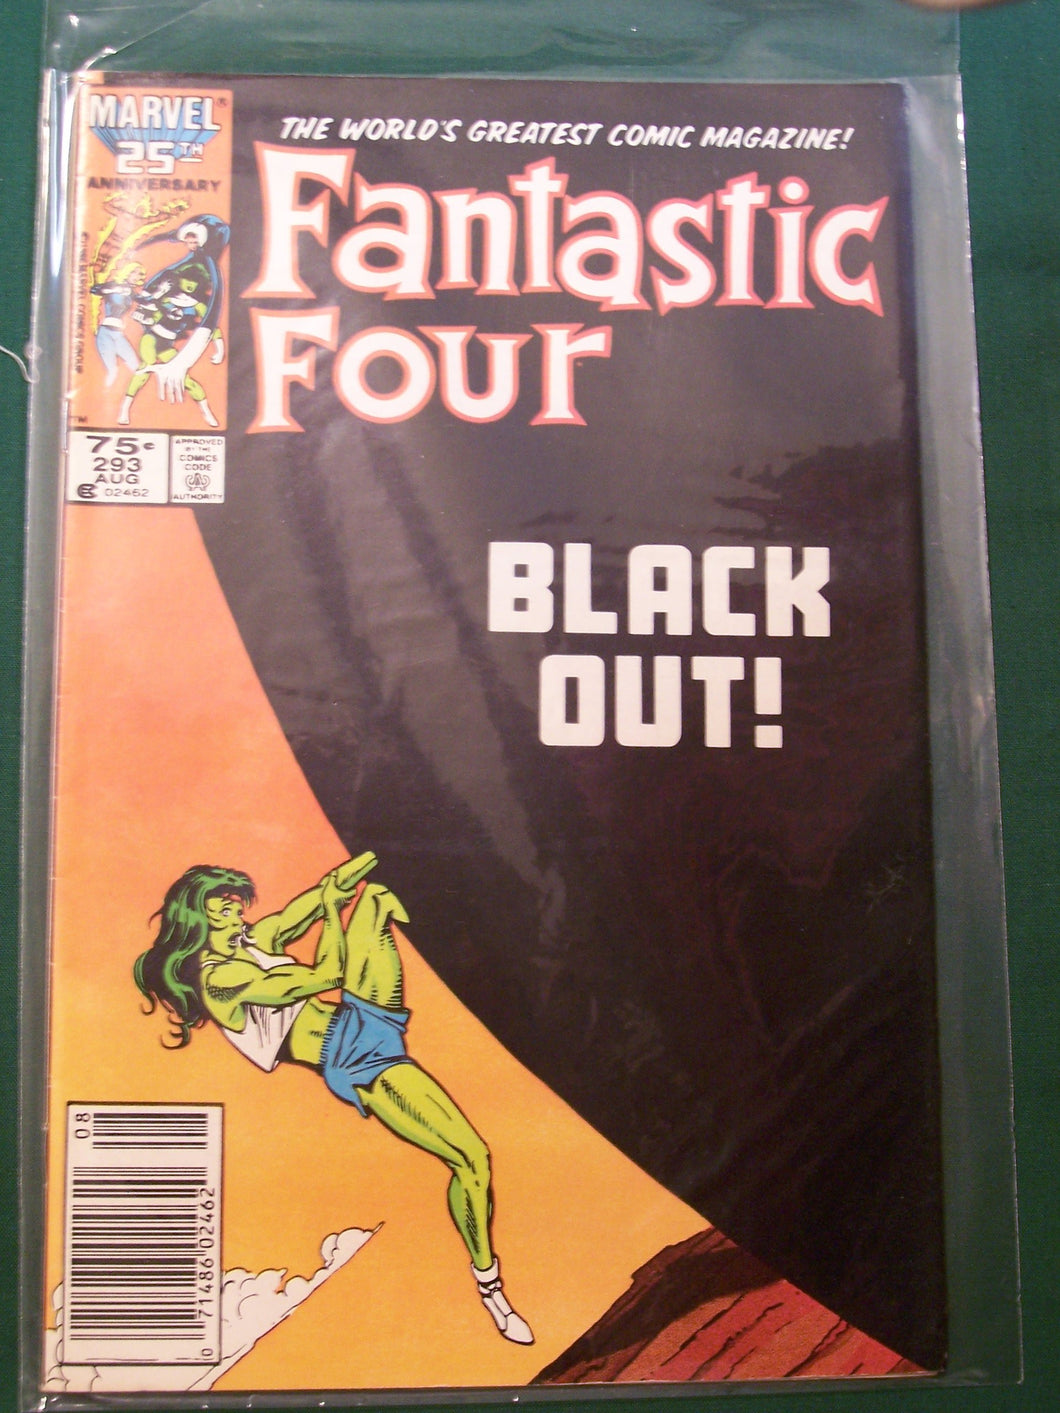 MARVEL®
25TH
ANNIVERSARY
THE WORLD'S GREATEST COMIC MAGAZINE!
FANTASTIC
FOUR
TM
75¢
293
AUG
02462
APPROVED
BY THE
COMICS
CODE
AUTHORITY
BLACK
OUT!
08
0 71486 02462